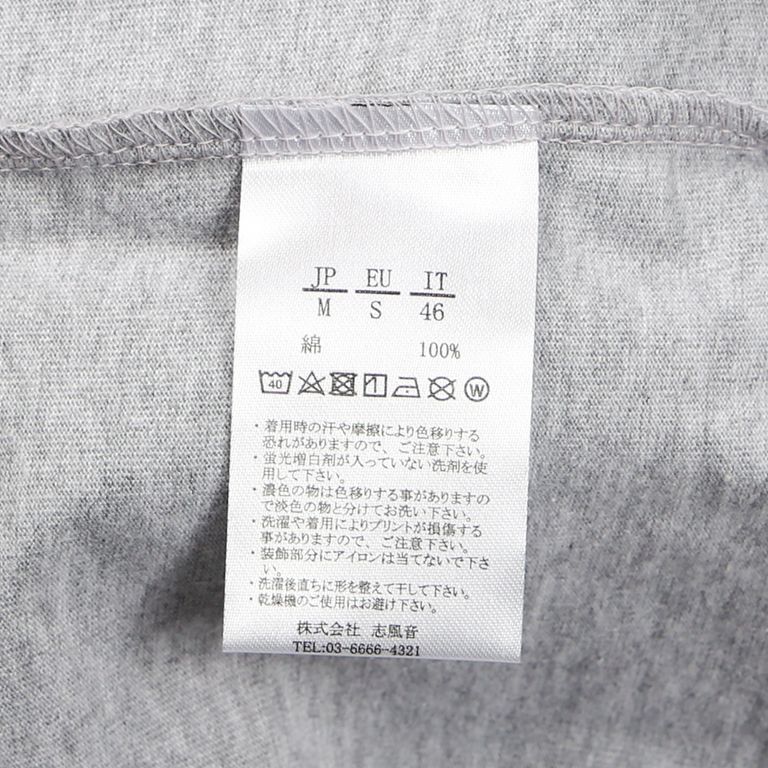 JP EU IT
M S 46
綿 100%
40 W
・着用時の汗や摩擦により色移りする
恐れがありますので、ご注意下さい。
・蛍光増白剤が入っていない洗剤を使
用して下さい。
・濃色の物は色移りする事がありますの
で淡色の物と分けてお洗い下さい。
・洗濯や着用によりプリントが損傷する
事がありますので、ご注意下さい。
・装飾部分にアイロンは当てないで下さ
い。
・洗濯後直ちに形を整えて干して下さい。
・乾燥機のご使用はお避け下さい。
株式会社 志風音
TEL:03-6666-4321